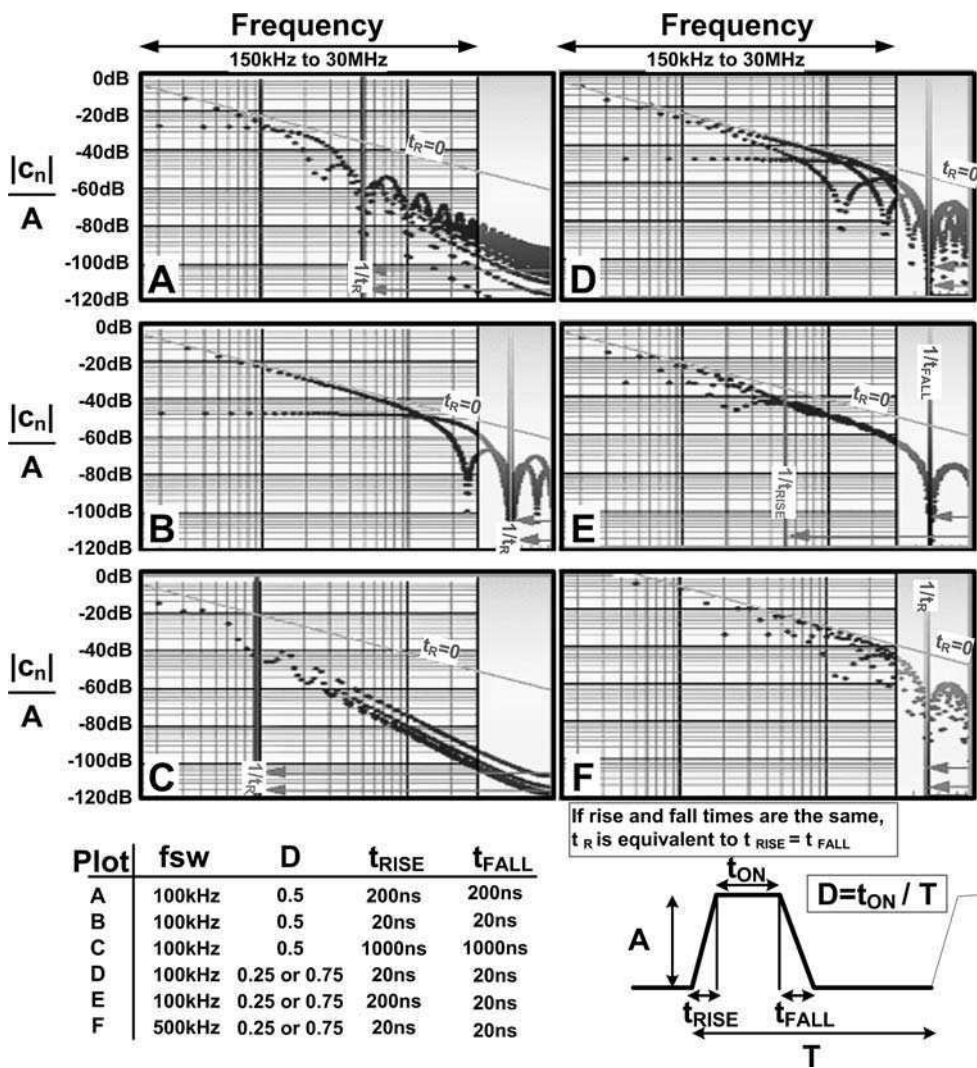 Frequency
150kHz to 30MHz
Frequency
150kHz to 30MHz
|cn|
A
0dB
-20dB
-40dB
-60dB
-80dB
-100dB
-120dB
tR=0
1/tR
A
tR=0
D
|cn|
A
0dB
-20dB
-40dB
-60dB
-80dB
-100dB
-120dB
tR=0
1/tR
B
tR=0
1/tFALL
1/tRISE
E
|cn|
A
0dB
-20dB
-40dB
-60dB
-80dB
-100dB
-120dB
tR=0
1/tR
C
1/tR
tR=0
F
If rise and fall times are the same,
t R is equivalent to t RISE = t FALL
Plot fsw D tRISE tFALL
A 100kHz 0.5 200ns 200ns
B 100kHz 0.5 20ns 20ns
C 100kHz 0.5 1000ns 1000ns
D 100kHz 0.25 or 0.75 20ns 20ns
E 100kHz 0.25 or 0.75 200ns 20ns
F 500kHz 0.25 or 0.75 20ns 20ns
tON
D=tON / T
A
tRISE
tFALL
T